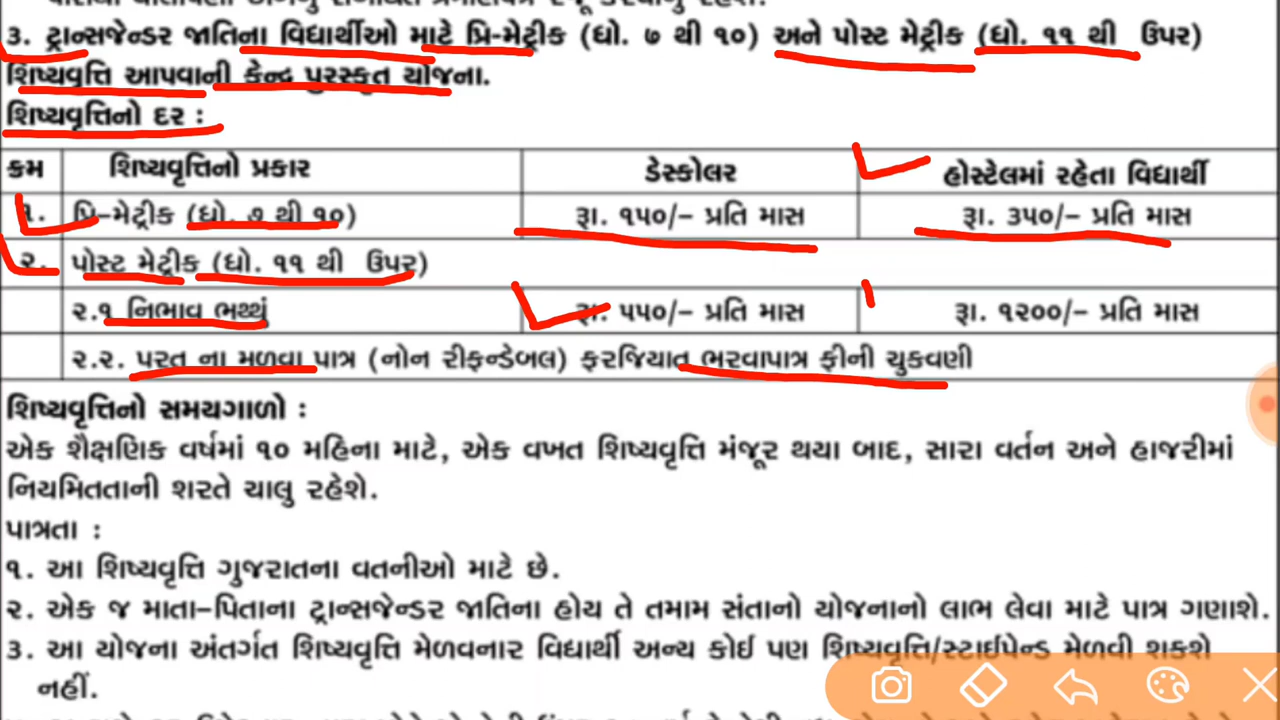 ૩. ટ્રાન્સજેન્ડર જાતિના વિદ્યાર્થીઓ માટે પ્રિ-મેટ્રીક (ધો. ૭ થી ૧૦) અને પોસ્ટ મેટ્રીક (ધો. ૧૧ થી ઉપર)
શિષ્યવૃત્તિ આપવાની કેન્દ્ર પુરસ્કૃત યોજના.
શિષ્યવૃત્તિનો દર :
ક્રમ શિષ્યવૃત્તિનો પ્રકાર ડેસ્કોલર હોસ્ટેલમાં રહેતા વિદ્યાર્થી
૧. પ્રિ-મેટ્રીક (ધો. ૭ થી ૧૦) રૂા. ૧૫૦/- પ્રતિ માસ રૂા. ૩૫૦/- પ્રતિ માસ
૨. પોસ્ટ મેટ્રીક (ધો. ૧૧ થી ઉપર)
૨.૧ નિભાવ ભથ્થું રૂા. ૫૫૦/- પ્રતિ માસ રૂા. ૧૨૦૦/- પ્રતિ માસ
૨.૨. પરત ના મળવા પાત્ર (નોન રીફન્ડેબલ) ફરજિયાત ભરવાપાત્ર ફીની ચુકવણી
શિષ્યવૃત્તિનો સમયગાળો :
એક શૈક્ષણિક વર્ષમાં ૧૦ મહિના માટે, એક વખત શિષ્યવૃત્તિ મંજૂર થયા બાદ, સારા વર્તન અને હાજરીમાં
નિયમિતતાની શરતે ચાલુ રહેશે.
પાત્રતા :
૧. આ શિષ્યવૃત્તિ ગુજરાતના વતનીઓ માટે છે.
૨. એક જ માતા-પિતાના ટ્રાન્સજેન્ડર જાતિના હોય તે તમામ સંતાનો યોજનાનો લાભ લેવા માટે પાત્ર ગણાશે.
૩. આ યોજના અંતર્ગત શિષ્યવૃત્તિ મેળવનાર વિદ્યાર્થી અન્ય કોઈ પણ શિષ્યવૃત્તિ/સ્ટાઈપેન્ડ મેળવી શકશે
નહીં.